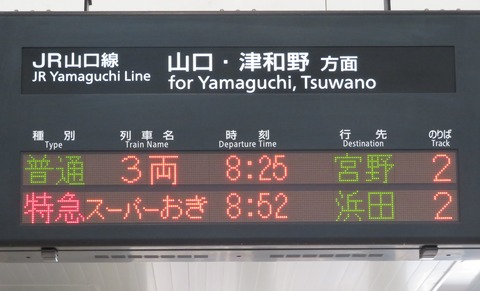 JR山口線 山口・津和野 方面
JR Yamaguchi Line for Yamaguchi, Tsuwano
種別 列車名 時刻 行先 のりば
Type Train Name Departure Time Destination Track
普通 3両 8:25 宮野 2
特急 スーパーおき 8:52 浜田 2